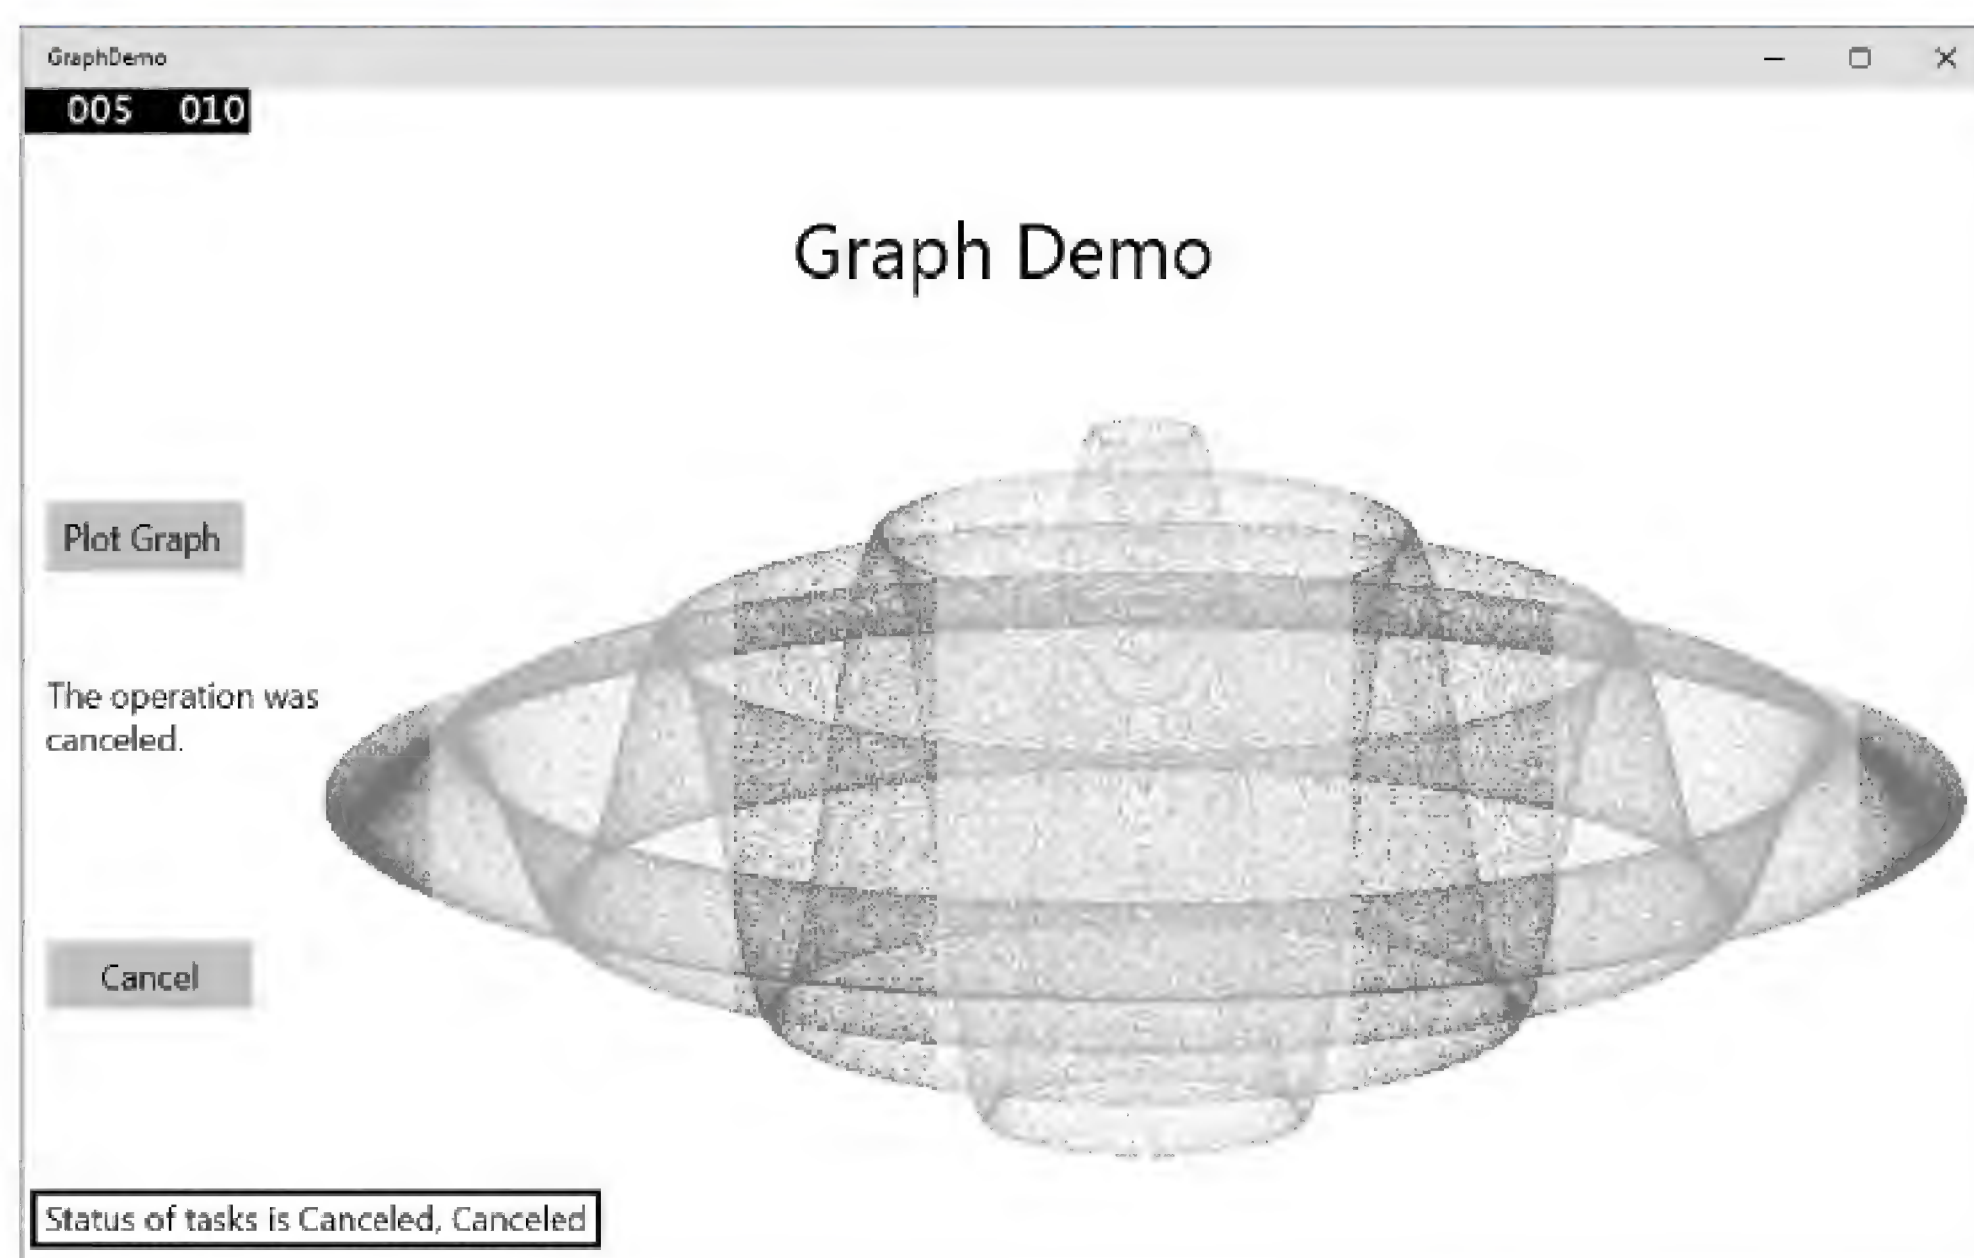 GraphDemo
005 010
Graph Demo
Plot Graph
The operation was
canceled.
Cancel
Status of tasks is Canceled, Canceled